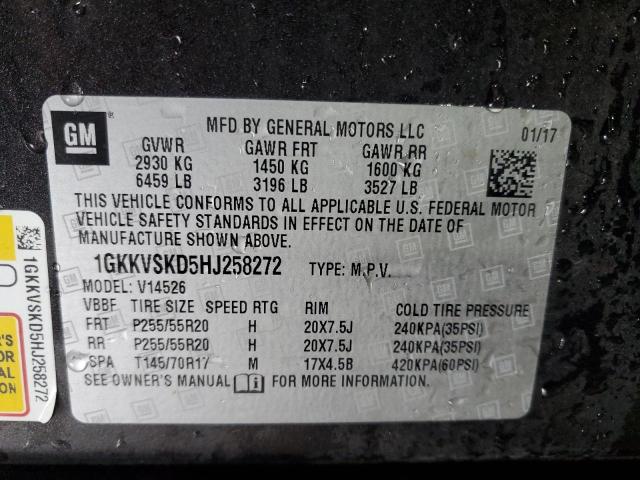 GM
MFD BY GENERAL MOTORS LLC 01/17
GVWR GAWR FRT GAWR RR
2930 KG 1450 KG 1600 KG
6459 LB 3196 LB 3527 LB
THIS VEHICLE CONFORMS TO ALL APPLICABLE U.S. FEDERAL MOTOR
VEHICLE SAFETY STANDARDS IN EFFECT ON THE DATE OF
MANUFACTURE SHOWN ABOVE.
1GKKVSKD5HJ258272 TYPE: M.P.V.
MODEL: V14526
VBBF TIRE SIZE SPEED RTG RIM COLD TIRE PRESSURE
FRT P255/55R20 H 20X7.5J 240KPA(35PSI)
RR P255/55R20 H 20X7.5J 240KPA(35PSI)
SPA T145/70R17 M 17X4.5B 420KPA(60PSI)
SEE OWNER'S MANUAL i FOR MORE INFORMATION.
1GKKVSKD5HJ258272
R'S
OR
NAL
ON